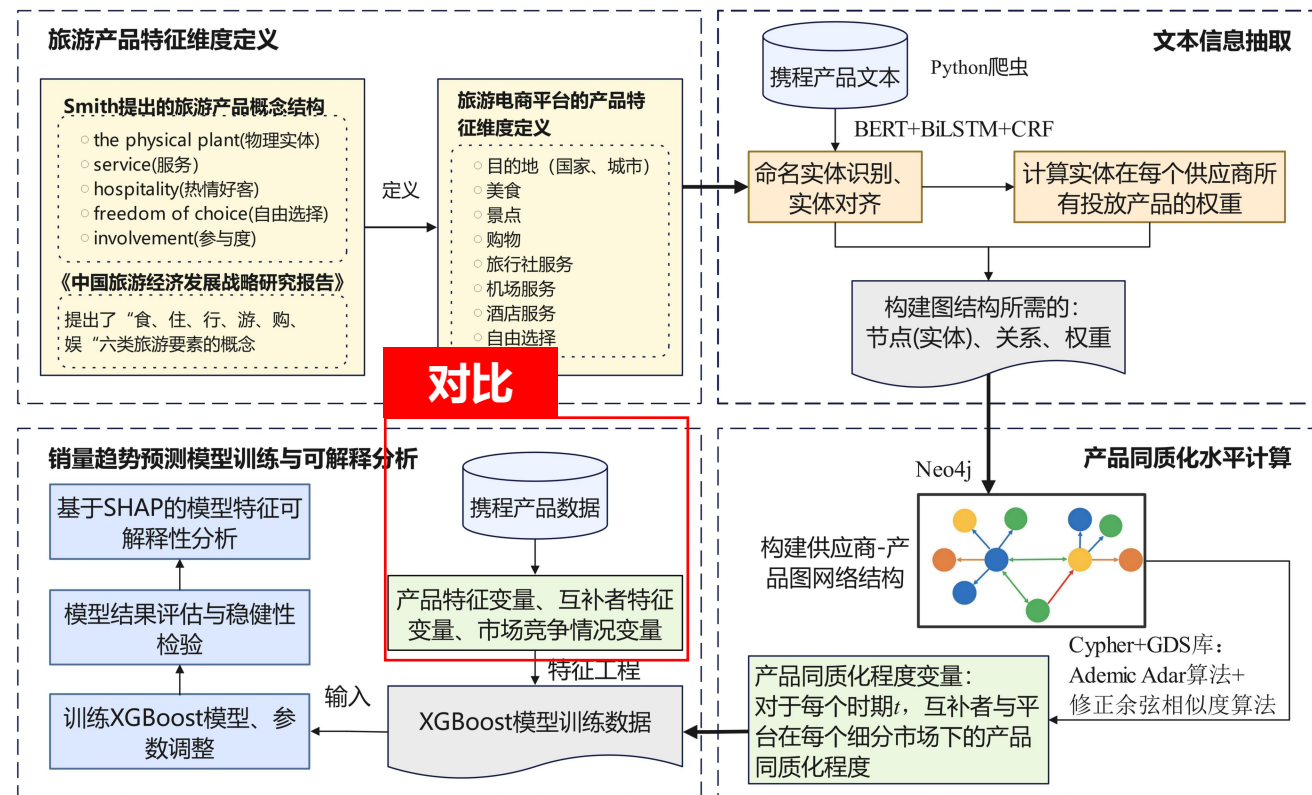 旅游产品特征维度定义
Smith提出的旅游产品概念结构
the physical plant(物理实体)
service(服务)
hospitality(热情好客)
freedom of choice(自由选择)
involvement(参与度)
《中国旅游经济发展战略研究报告》
提出了“食、住、行、游、购、
娱“六类旅游要素的概念
定义
旅游电商平台的产品特
征维度定义
目的地（国家、城市）
美食
景点
购物
旅行社服务
机场服务
酒店服务
自由选择
文本信息抽取
携程产品文本
Python爬虫
BERT+BiLSTM+CRF
命名实体识别、
实体对齐
计算实体在每个供应商所
有投放产品的权重
构建图结构所需的：
节点(实体)、关系、权重
对比
销量趋势预测模型训练与可解释分析
基于SHAP的模型特征可
解释性分析
模型结果评估与稳健性
检验
训练XGBoost模型、参
数调整
携程产品数据
产品特征变量、互补者特征
变量、市场竞争情况变量
特征工程
输入
XGBoost模型训练数据
产品同质化水平计算
Neo4j
构建供应商-产
品图网络结构
Cypher+GDS库：
Ademic Adar算法+
修正余弦相似度算法
产品同质化程度变量：
对于每个时期t，互补者与平
台在每个细分市场下的产品
同质化程度